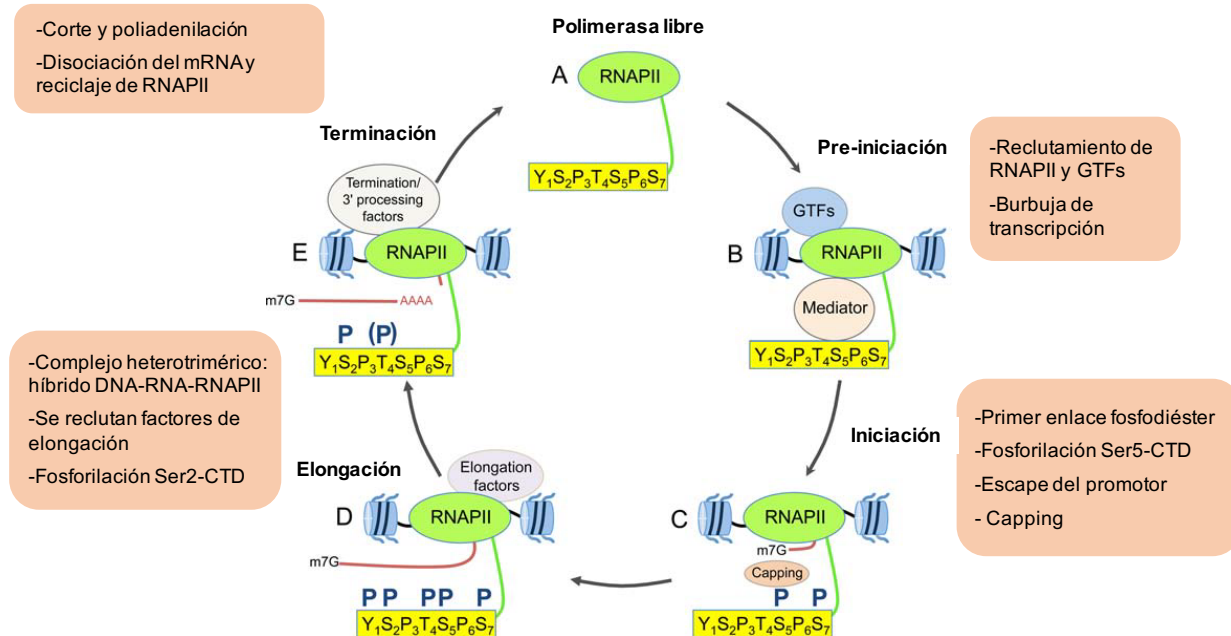 -Corte y poliadenilación
-Disociación del mRNA y
reciclaje de RNAPII
Polimerasa libre
A
RNAPII
Y1S2P3T4S5P6S7
Pre-iniciación
-Reclutamiento de
RNAPII y GTFs
-Burbuja de
transcripción
GTFs
B
RNAPII
Mediator
Y1S2P3T4S5P6S7
Iniciación
-Primer enlace fosfodiéster
-Fosforilación Ser5-CTD
-Escape del promotor
- Capping
C
RNAPII
m7G
Capping
P P
Y1S2P3T4S5P6S7
Elongación
Elongation
factors
D
RNAPII
m7G
P P P P P
Y1S2P3T4S5P6S7
-Complejo heterotrimérico:
híbrido DNA-RNA-RNAPII
-Se reclutan factores de
elongación
-Fosforilación Ser2-CTD
Terminación
Termination/
3' processing
factors
E
RNAPII
m7G
AAAA
P (P)
Y1S2P3T4S5P6S7